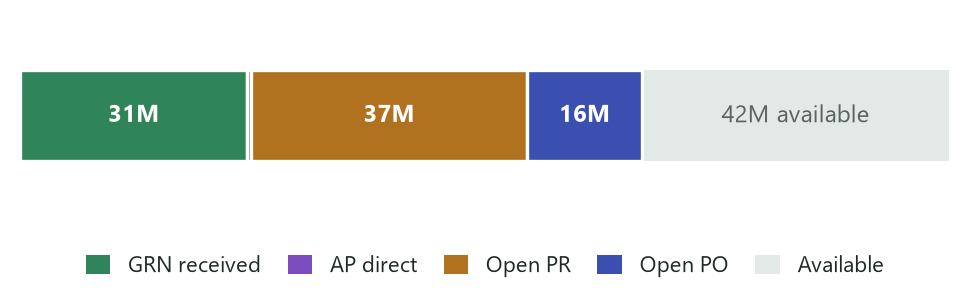 31M 37M 16M 42M available
GRN received AP direct Open PR Open PO Available